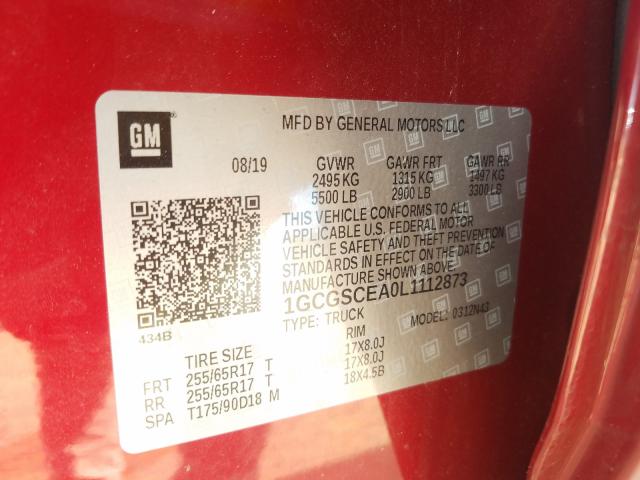 GM
MFD BY GENERAL MOTORS LLC
08/19 GVWR GAWR FRT GAWR RR
2495 KG 1315 KG 1497 KG
5500 LB 2900 LB 3300 LB
THIS VEHICLE CONFORMS TO ALL
APPLICABLE U.S. FEDERAL MOTOR
VEHICLE SAFETY AND THEFT PREVENTION
STANDARDS IN EFFECT ON THE DATE OF
MANUFACTURE SHOWN ABOVE.
1GCGSCEA0L1112873
TYPE: TRUCK MODEL: 0312N43
434B
TIRE SIZE RIM
FRT 255/65R17 T 17X8.0J
RR 255/65R17 T 17X8.0J
SPA T175/90D18 M 18X4.5B